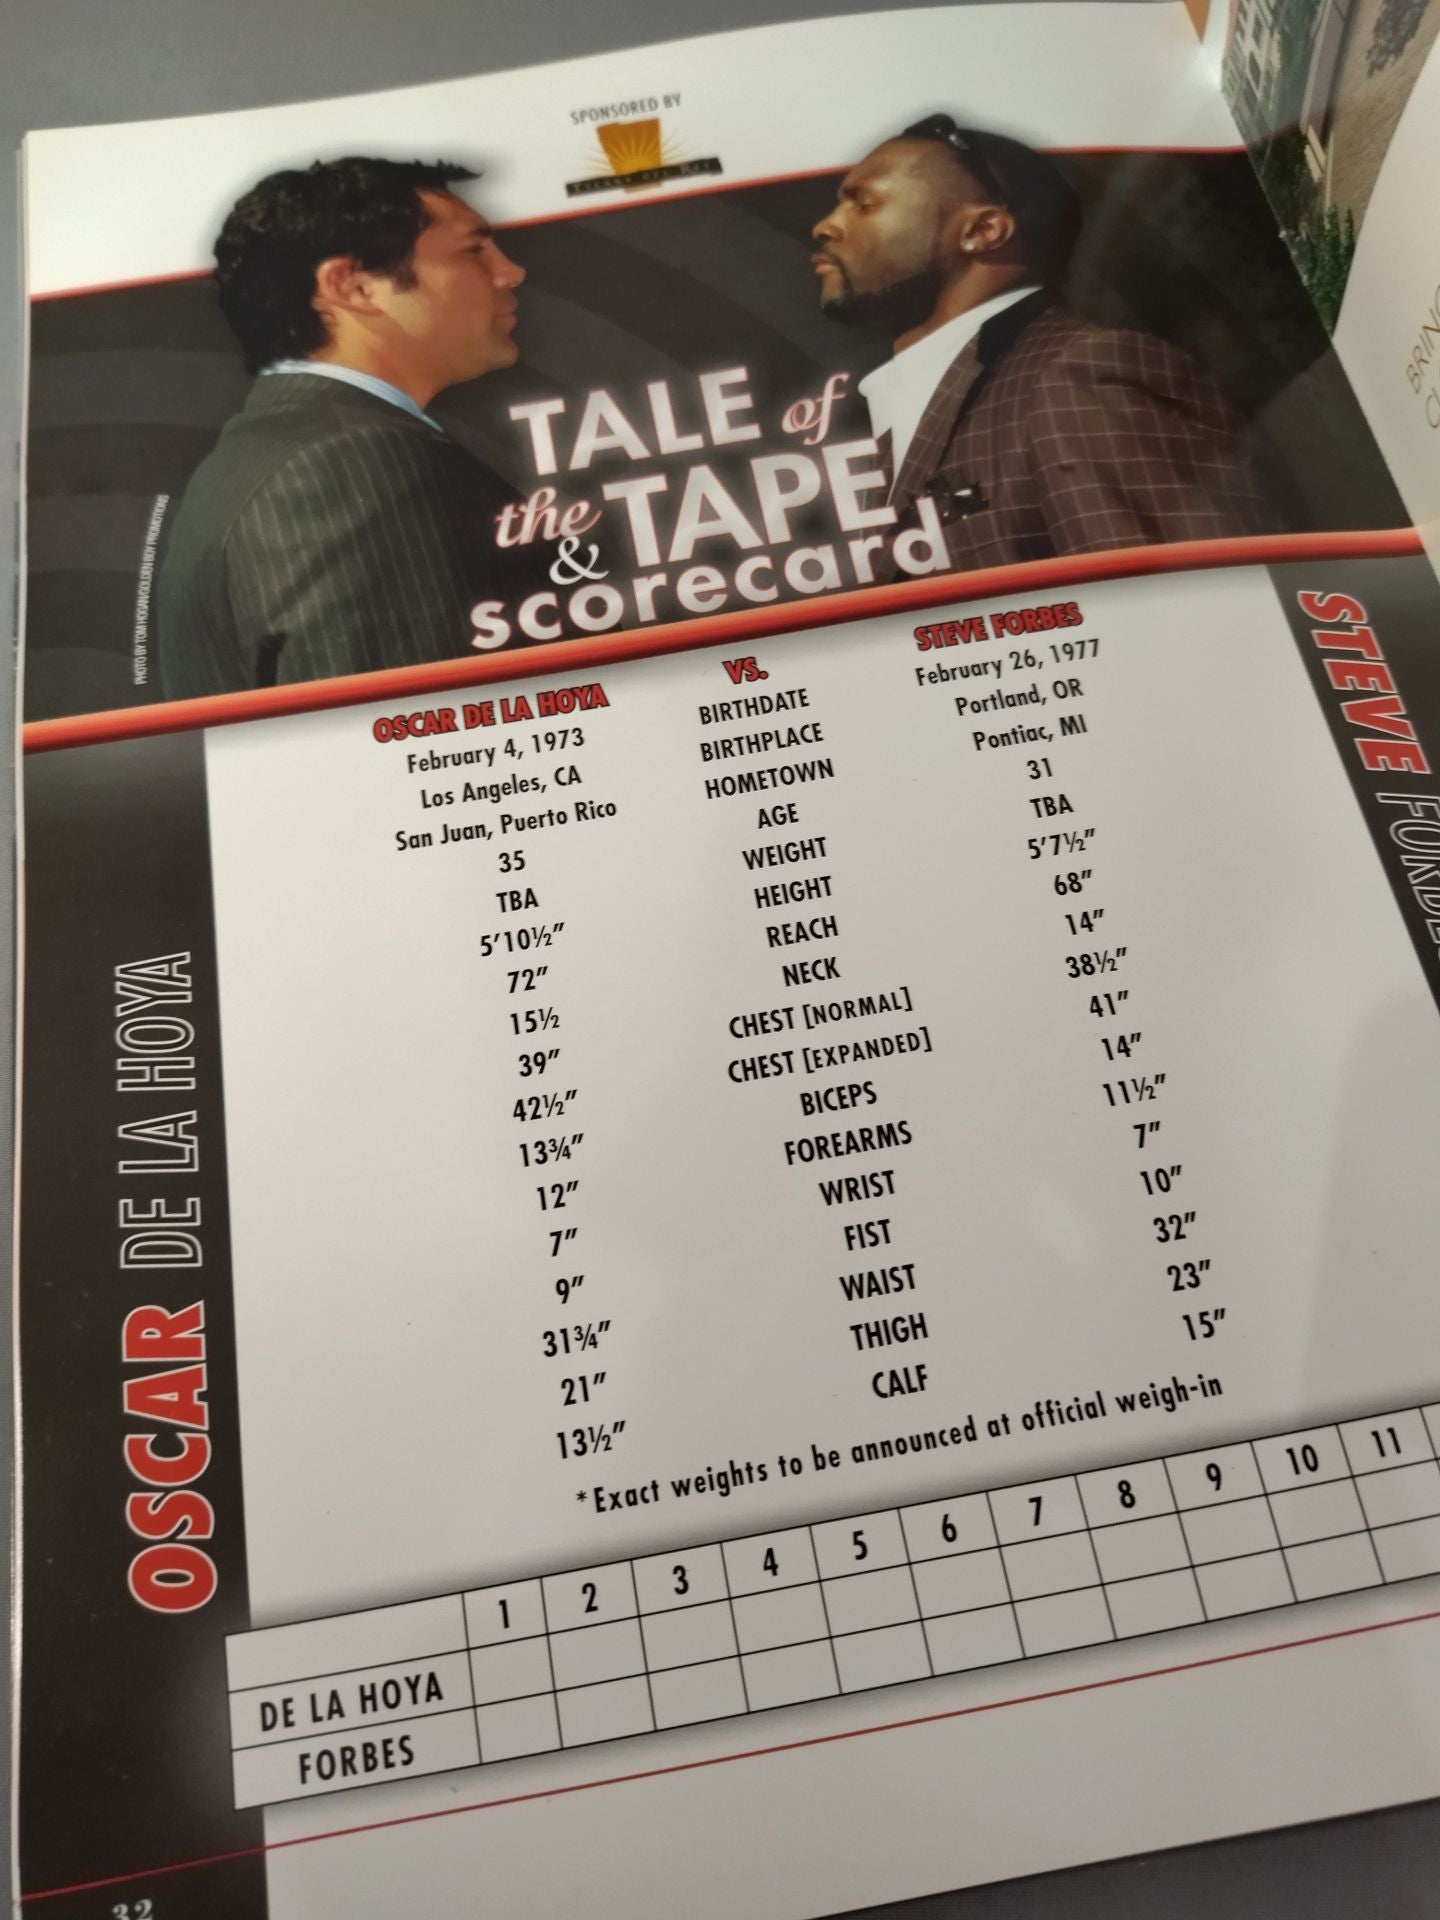 SPONSORED BY
TIERRA DEL REY
TALE of
the TAPE
& scorecard
PHOTO BY TOM HOGAN/GOLDEN BOY PROMOTIONS
OSCAR DE LA HOYA VS. STEVE FORBES
February 4, 1973 BIRTHDATE February 26, 1977
Los Angeles, CA BIRTHPLACE Portland, OR
San Juan, Puerto Rico HOMETOWN Pontiac, MI
35 AGE 31
TBA WEIGHT TBA
5'10½" HEIGHT 5'7½"
72" REACH 68"
15½ NECK 14"
39" CHEST [NORMAL] 38½"
42½" CHEST [EXPANDED] 41"
13¾" BICEPS 14"
12" FOREARMS 11½"
7" WRIST 7"
9" FIST 10"
31¾" WAIST 32"
21" THIGH 23"
13½" CALF 15"
*Exact weights to be announced at official weigh-in
1 2 3 4 5 6 7 8 9 10 11
DE LA HOYA
FORBES
OSCAR DE LA HOYA
STEVE FORBES
32